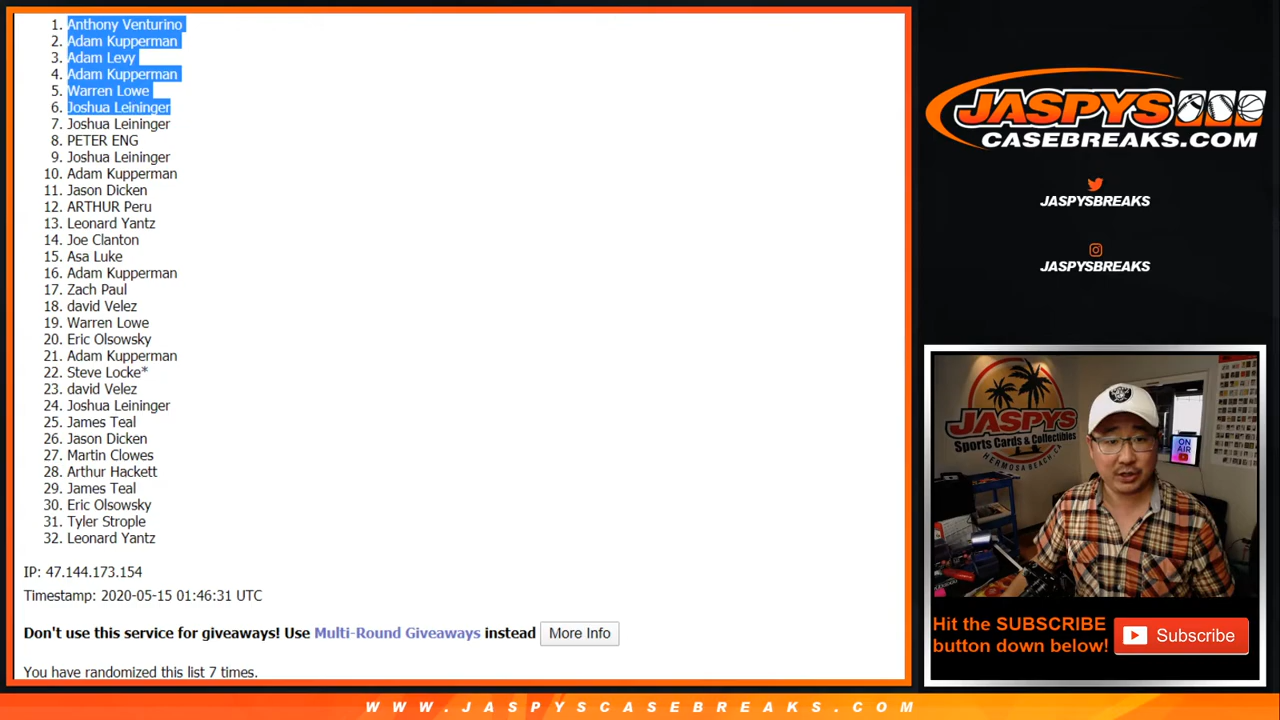 1. Anthony Venturino
2. Adam Kupperman
3. Adam Levy
4. Adam Kupperman
5. Warren Lowe
6. Joshua Leininger
7. Joshua Leininger
8. PETER ENG
9. Joshua Leininger
10. Adam Kupperman
11. Jason Dicken
12. ARTHUR Peru
13. Leonard Yantz
14. Joe Clanton
15. Asa Luke
16. Adam Kupperman
17. Zach Paul
18. david Velez
19. Warren Lowe
20. Eric Olsowsky
21. Adam Kupperman
22. Steve Locke*
23. david Velez
24. Joshua Leininger
25. James Teal
26. Jason Dicken
27. Martin Clowes
28. Arthur Hackett
29. James Teal
30. Eric Olsowsky
31. Tyler Strople
32. Leonard Yantz
IP: 47.144.173.154
Timestamp: 2020-05-15 01:46:31 UTC
Don't use this service for giveaways! Use Multi-Round Giveaways instead More Info
You have randomized this list 7 times.
JASPYS
CASEBREAKS.COM
JASPYSBREAKS
JASPYSBREAKS
JASPYS
Sports Cards & Collectibles
HERMOSA BEACH, CA
ON
AIR
Hit the SUBSCRIBE
button down below!
Subscribe
WWW.JASPYSCASEBREAKS.COM